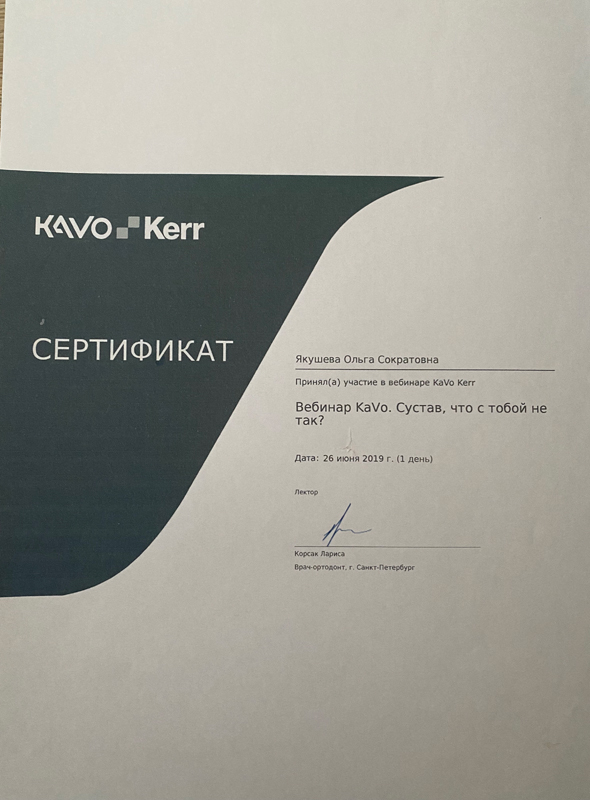 KAVO Kerr
СЕРТИФИКАТ
Якушева Ольга Сократовна
Принял(а) участие в вебинаре KaVo Kerr
Вебинар KaVo. Сустав, что с тобой не
так?
Дата: 26 июня 2019 г. (1 день)
Лектор
Корсак Лариса
Врач-ортодонт, г. Санкт-Петербург